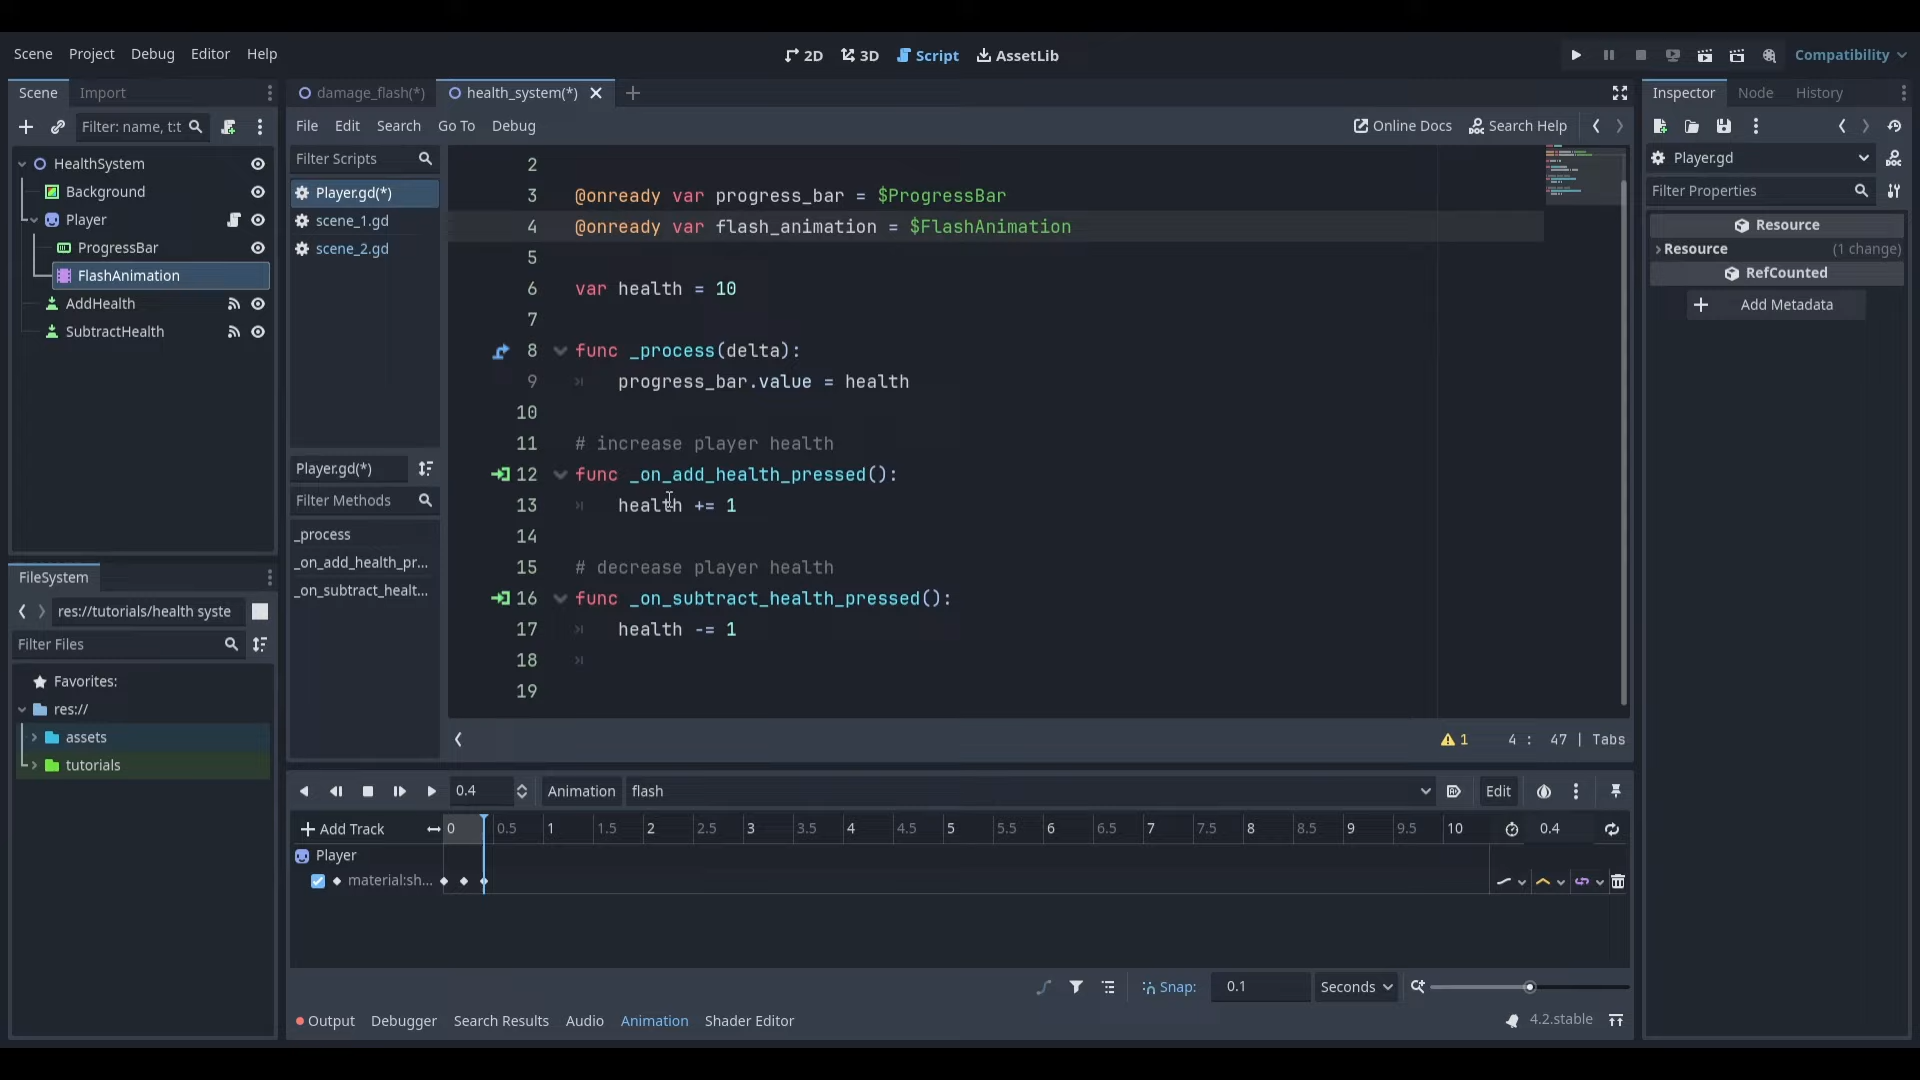 Scene Project Debug Editor Help
2D 3D Script AssetLib
Compatibility
Scene Import
Filter: name, t:t
HealthSystem
Background
Player
ProgressBar
FlashAnimation
AddHealth
SubtractHealth
FileSystem
res://tutorials/health syste
Filter Files
Favorites:
res://
assets
tutorials
damage_flash(*) health_system(*)
File Edit Search Go To Debug
Online Docs Search Help
Filter Scripts
Player.gd(*)
scene_1.gd
scene_2.gd
Player.gd(*)
Filter Methods
_process
_on_add_health_pr...
_on_subtract_healt...
2
3 @onready var progress_bar = $ProgressBar
4 @onready var flash_animation = $FlashAnimation
5
6 var health = 10
7
8 func _process(delta):
9 progress_bar.value = health
10
11 # increase player health
12 func _on_add_health_pressed():
13 health += 1
14
15 # decrease player health
16 func _on_subtract_health_pressed():
17 health -= 1
18
19
1 4 : 47 | Tabs
0.4 Animation flash Edit
Add Track 0 0.5 1 1.5 2 2.5 3 3.5 4 4.5 5 5.5 6 6.5 7 7.5 8 8.5 9 9.5 10 0.4
Player
material:sh...
Snap: 0.1 Seconds
Output Debugger Search Results Audio Animation Shader Editor
4.2.stable
Inspector Node History
Player.gd
Filter Properties
Resource
Resource (1 change)
RefCounted
Add Metadata